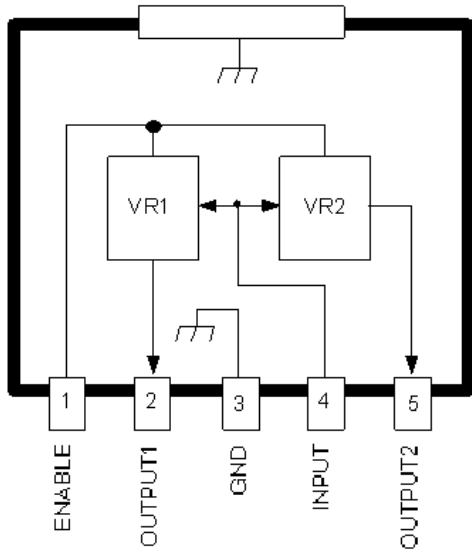 VR1
VR2
1
2
3
4
5
ENABLE
OUTPUT1
GND
INPUT
OUTPUT2